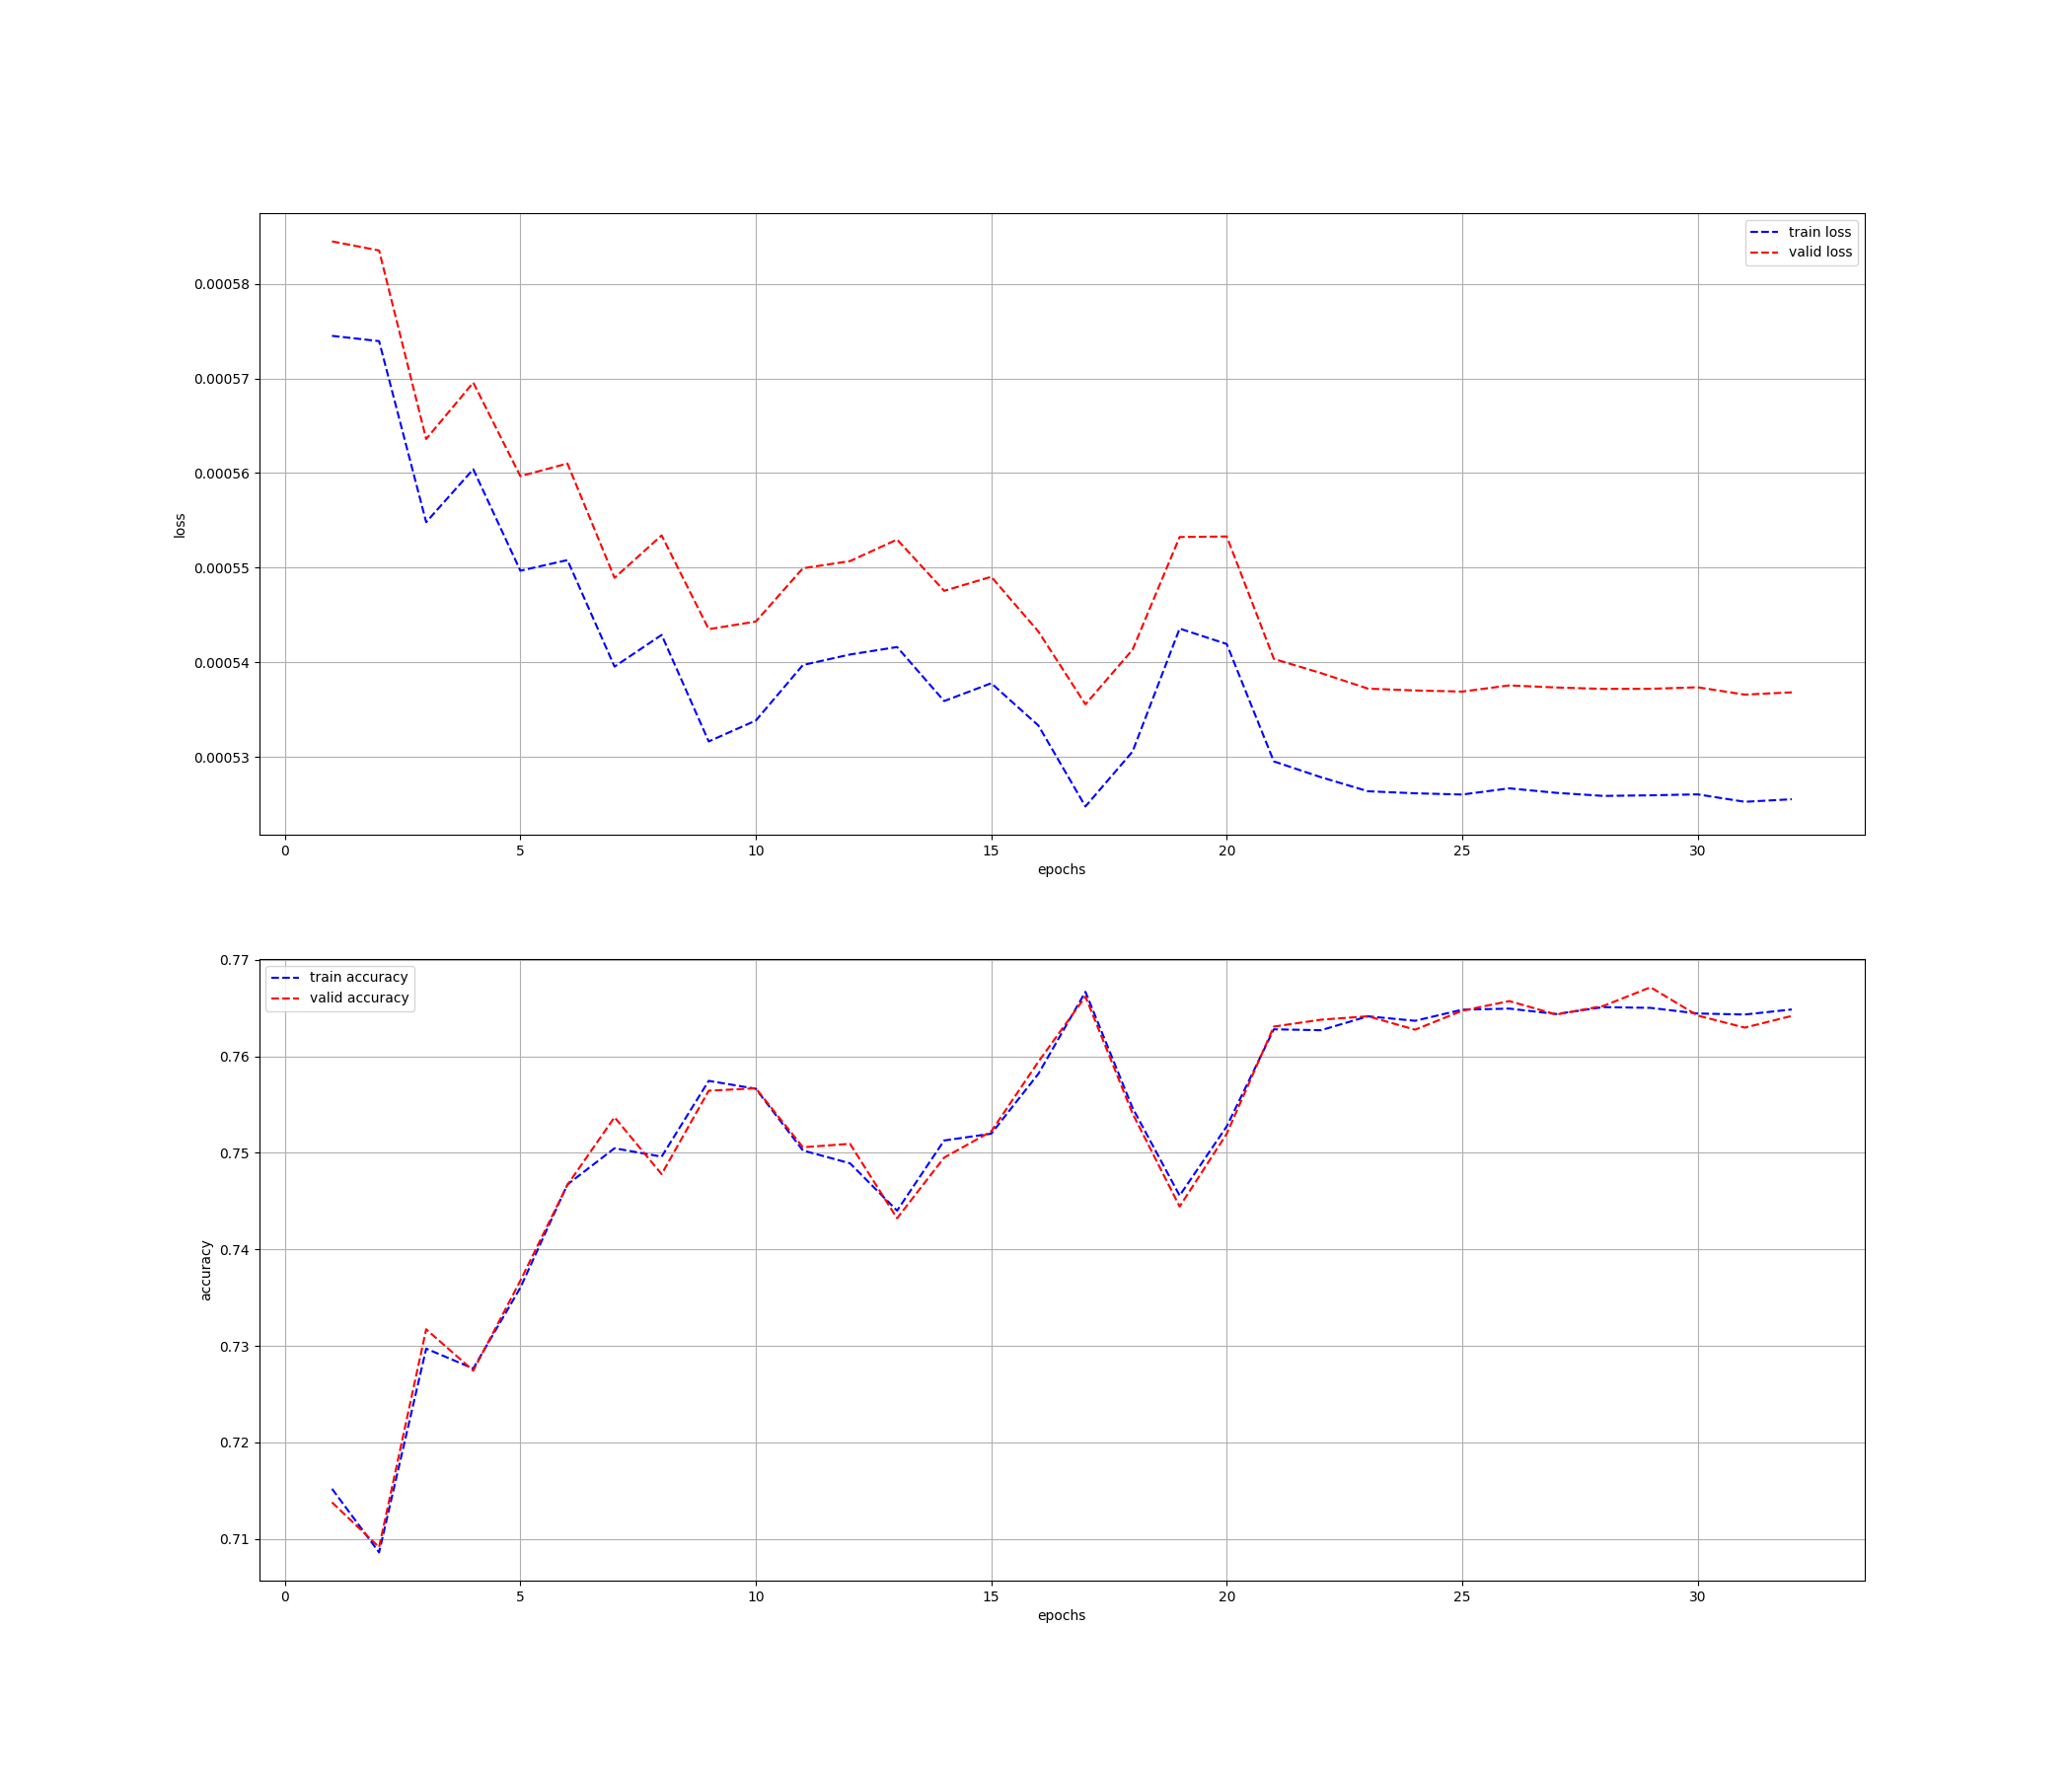 train loss
valid loss
0.00058
0.00057
0.00056
0.00055
0.00054
0.00053
loss
0 5 10 15 20 25 30
epochs
train accuracy
valid accuracy
0.77
0.76
0.75
0.74
0.73
0.72
0.71
accuracy
0 5 10 15 20 25 30
epochs